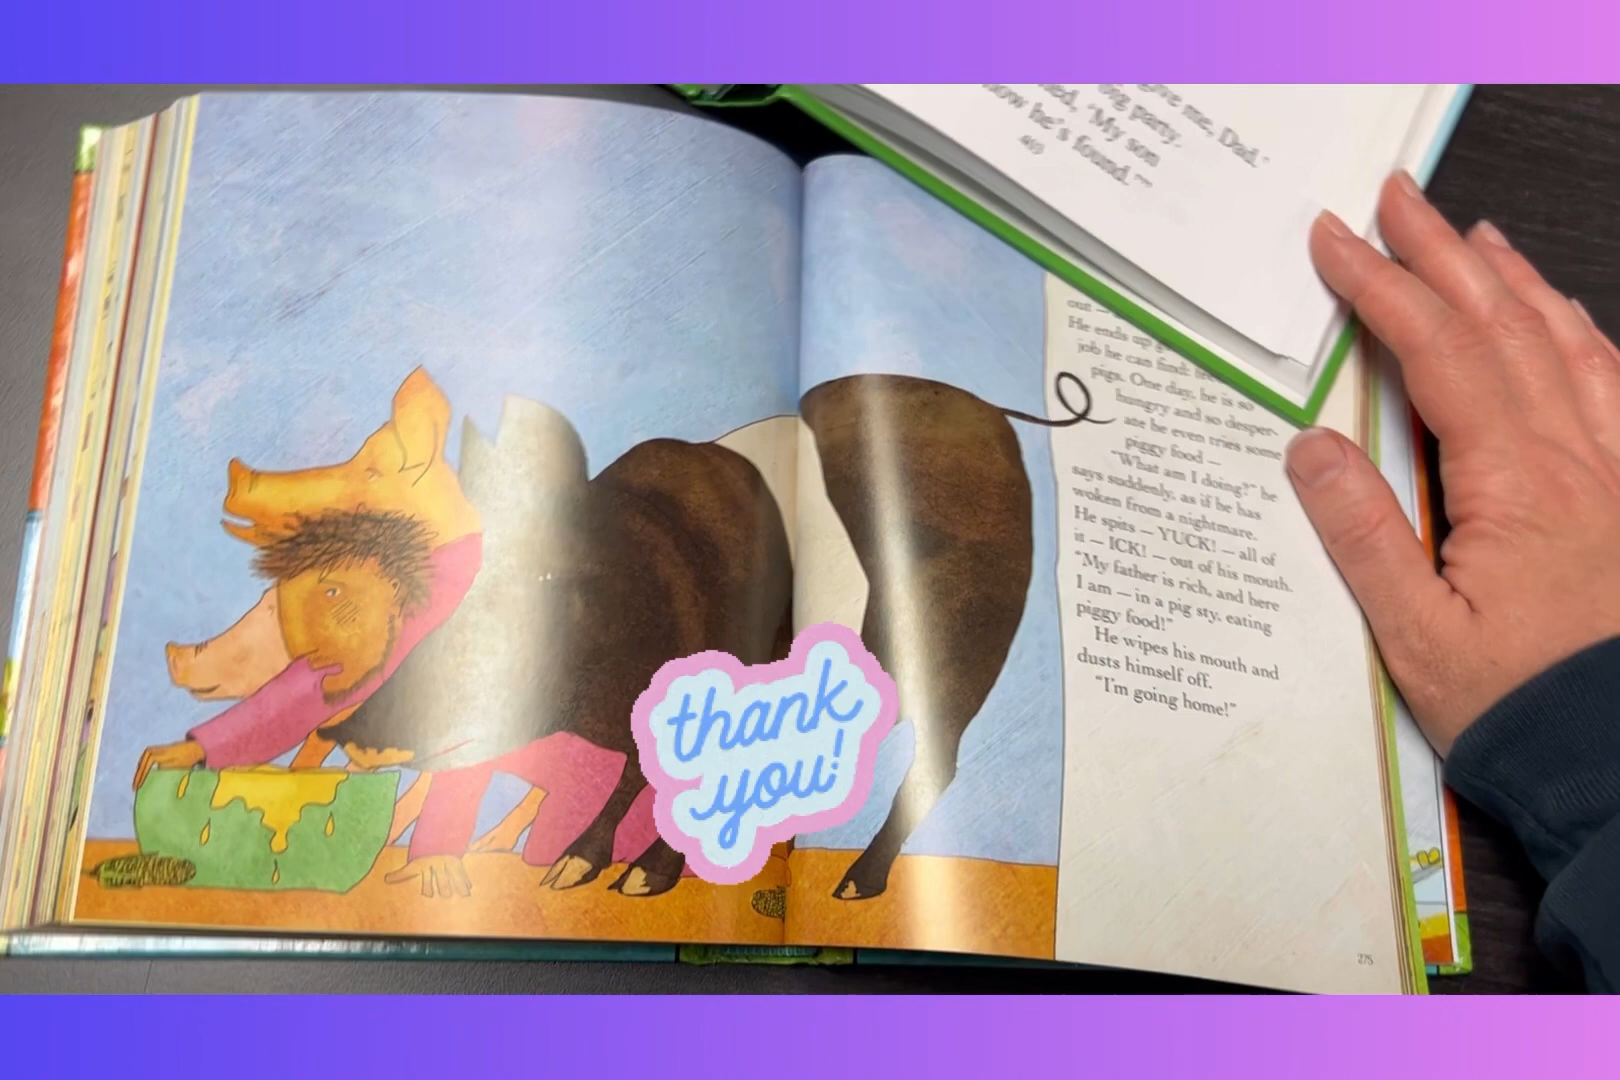 give me, Dad.'
big party.
'My son
now he's found.'"
469
out —
He ends up
job he can find:
pigs. One day, he is so
hungry and so desper-
ate he even tries some
piggy food —
"What am I doing?" he
says suddenly, as if he has
woken from a nightmare.
He spits — YUCK! — all of
it — ICK! — out of his mouth.
"My father is rich, and here
I am — in a pig sty, eating
piggy food!"
He wipes his mouth and
dusts himself off.
"I'm going home!"
275
thank
you!